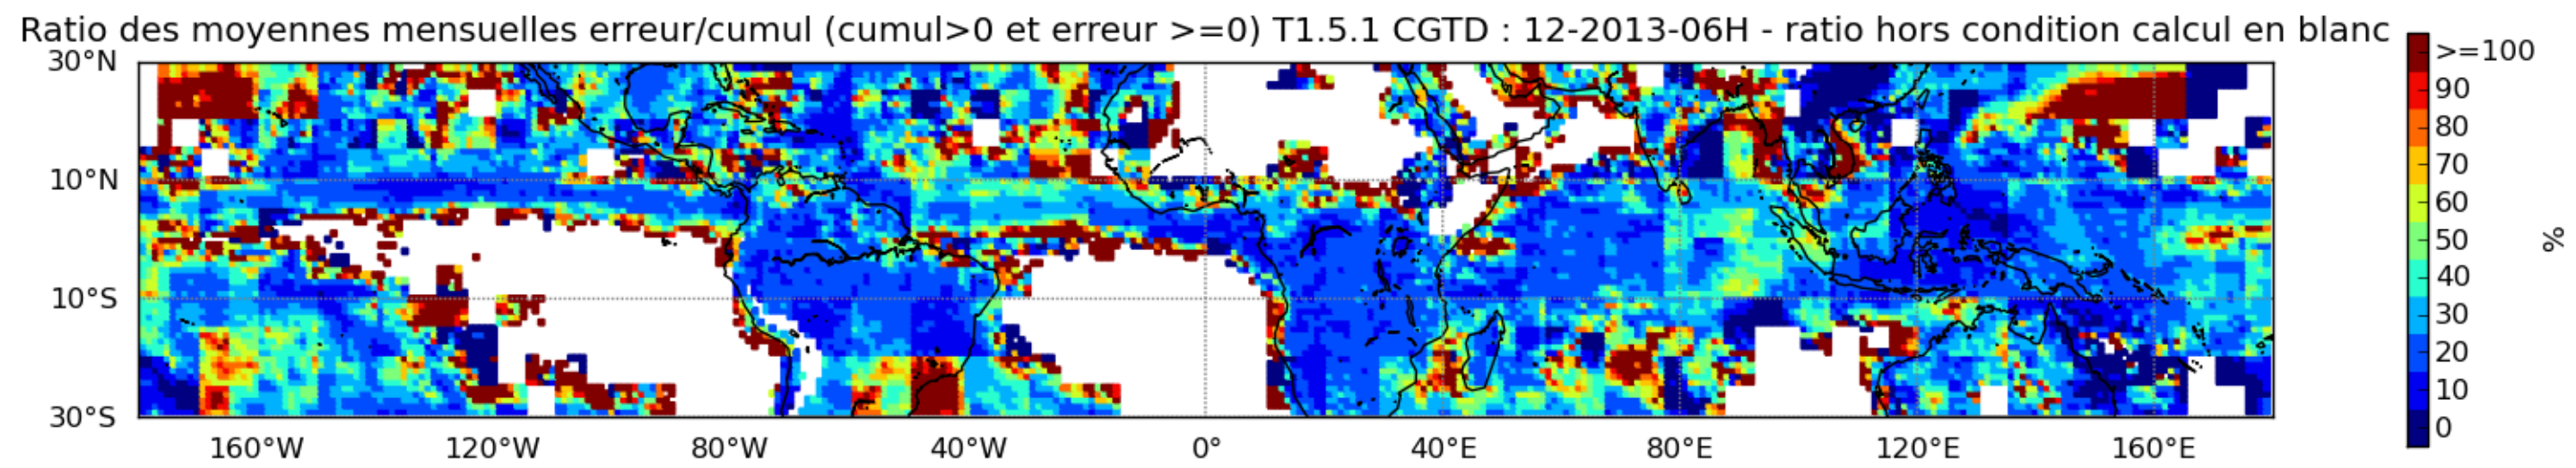 Ratio des moyennes mensuelles erreur/cumul (cumul>0 et erreur >=0) T1.5.1 CGTD : 12-2013-06H - ratio hors condition calcul en blanc
30°N
10°N
10°S
30°S
160°W 120°W 80°W 40°W 0° 40°E 80°E 120°E 160°E
>=100
90
80
70
60
50
40
30
20
10
0
%